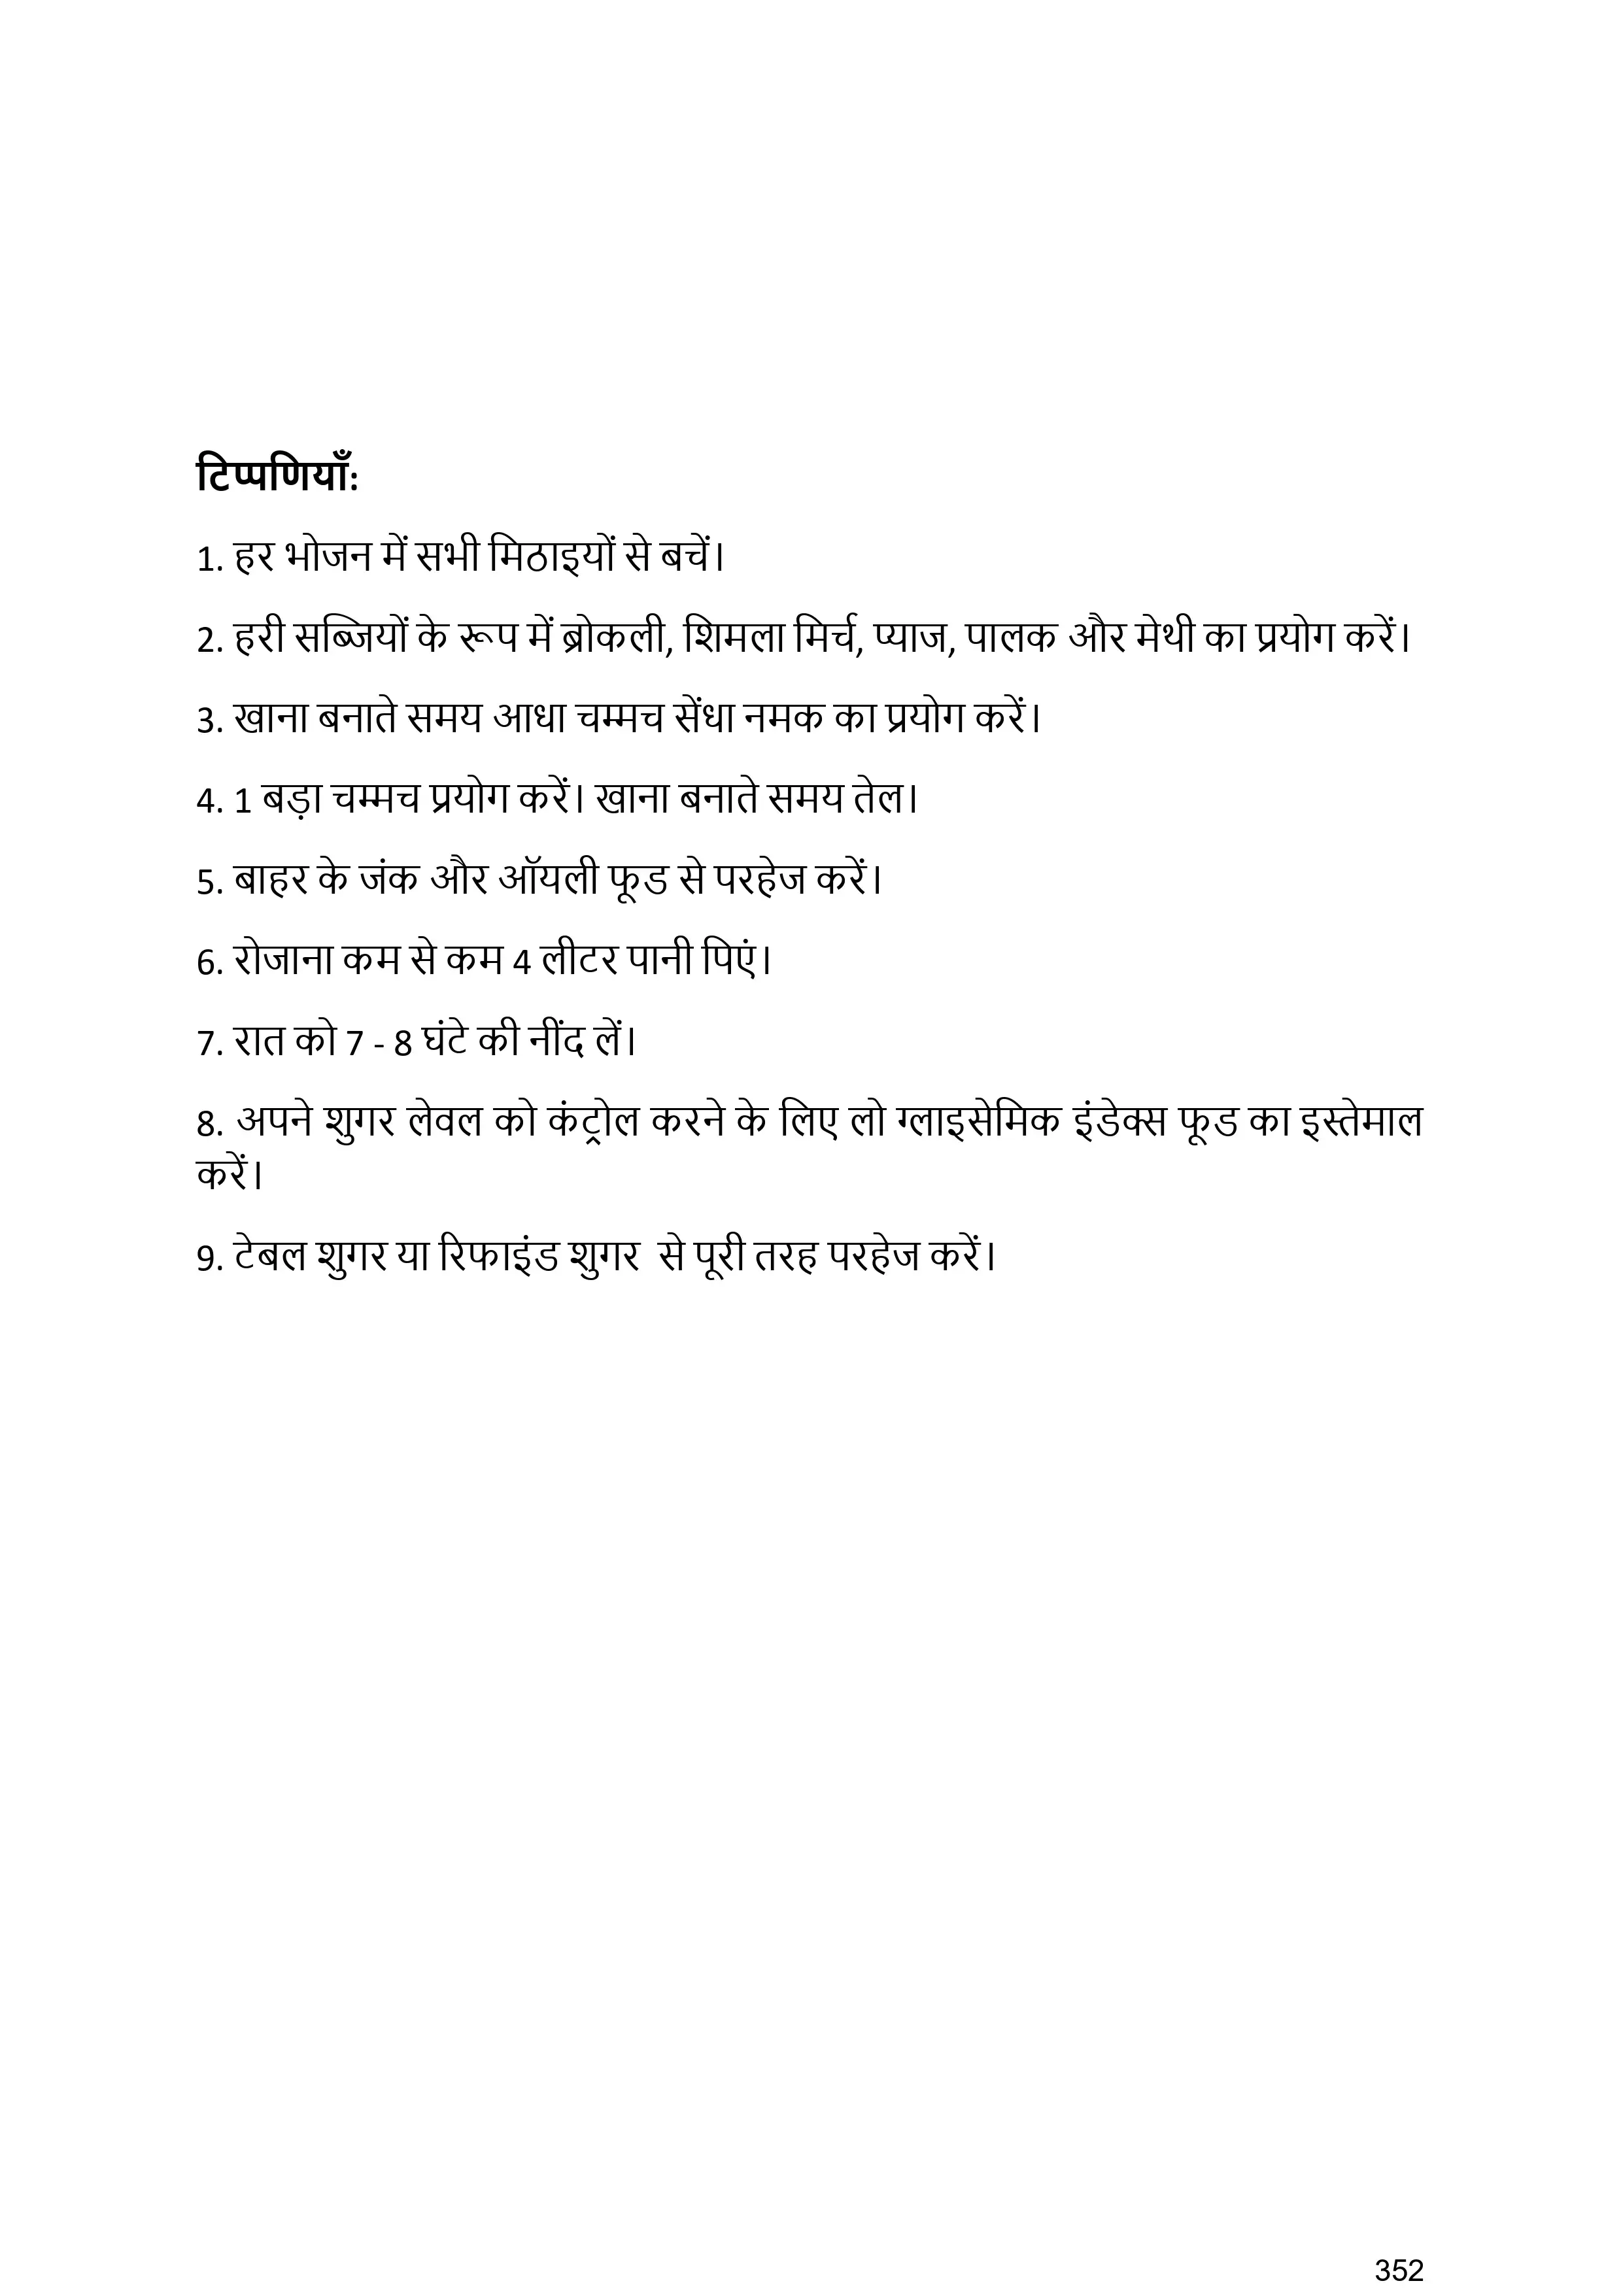 टिप्पणियाँ:
1. हर भोजन में सभी मिठाइयों से बचें।
2. हरी सब्जियों के रूप में ब्रोकली, शिमला मिर्च, प्याज, पालक और मेथी का प्रयोग करें।
3. खाना बनाते समय आधा चम्मच सेंधा नमक का प्रयोग करें।
4. 1 बड़ा चम्मच प्रयोग करें। खाना बनाते समय तेल।
5. बाहर के जंक और ऑयली फूड से परहेज करें।
6. रोजाना कम से कम 4 लीटर पानी पिएं।
7. रात को 7 - 8 घंटे की नींद लें।
8. अपने शुगर लेवल को कंट्रोल करने के लिए लो ग्लाइसेमिक इंडेक्स फूड का इस्तेमाल
करें।
9. टेबल शुगर या रिफाइंड शुगर  से पूरी तरह परहेज करें।
352